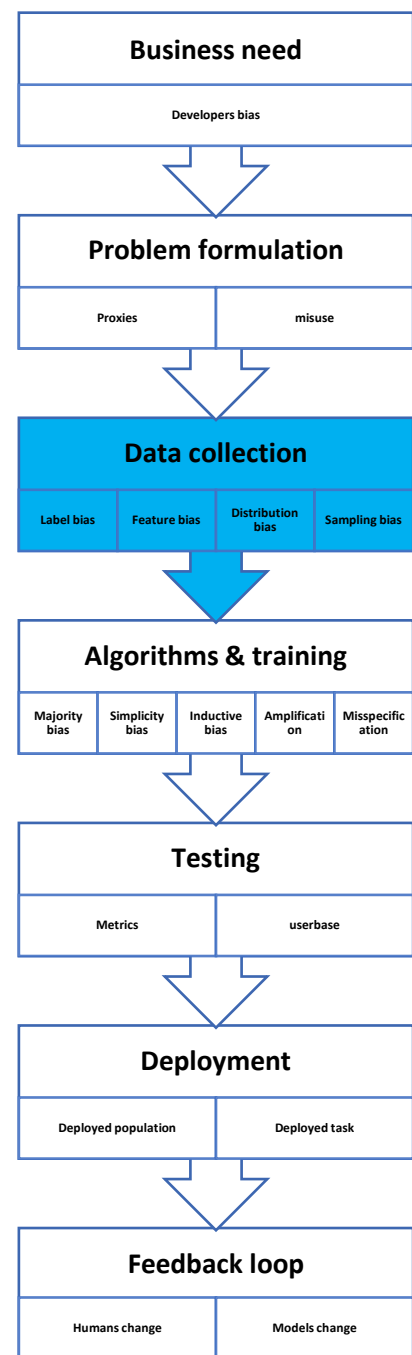 Business need
Developers bias
Problem formulation
Proxies
misuse
Data collection
Label bias
Feature bias
Distribution
bias
Sampling bias
Algorithms & training
Majority
bias
Simplicity
bias
Inductive
bias
Amplificati
on
Misspecific
ation
Testing
Metrics
userbase
Deployment
Deployed population
Deployed task
Feedback loop
Humans change
Models change